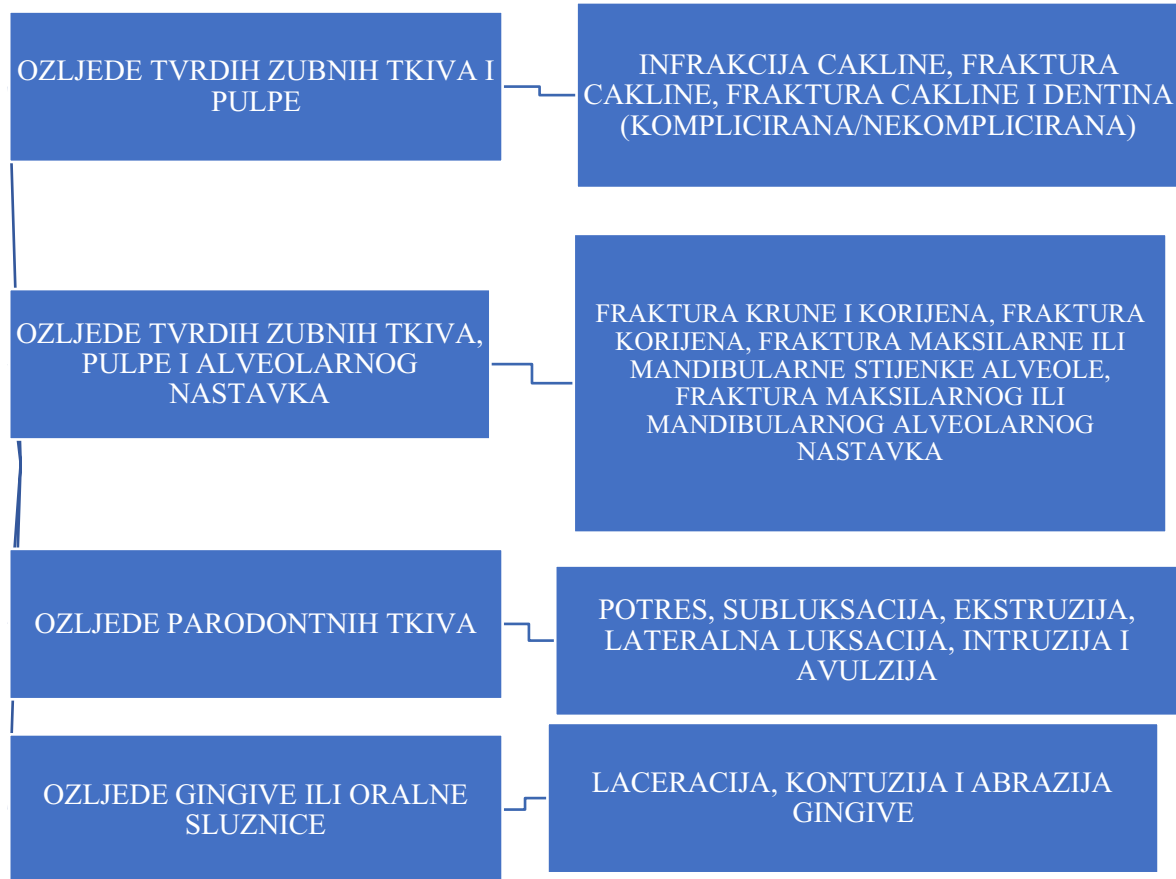 OZLJEDE TVRDIH ZUBNIH TKIVA I
PULPE
INFRAKCIJA CAKLINE, FRAKTURA
CAKLINE, FRAKTURA CAKLINE I DENTINA
(KOMPLICIRANA/NEKOMPLICIRANA)
OZLJEDE TVRDIH ZUBNIH TKIVA,
PULPE I ALVEOLARNOG
NASTAVKA
FRAKTURA KRUNE I KORIJENA, FRAKTURA
KORIJENA, FRAKTURA MAKSILARNE ILI
MANDIBULARNE STIJENKE ALVEOLE,
FRAKTURA MAKSILARNOG ILI
MANDIBULARNOG ALVEOLARNOG
NASTAVKA
OZLJEDE PARODONTNIH TKIVA
POTRES, SUBLUKSACIJA, EKSTRUZIJA,
LATERALNA LUKSACIJA, INTRUZIJA I
AVULZIJA
OZLJEDE GINGIVE ILI ORALNE
SLUZNICE
LACERACIJA, KONTUZIJA I ABRAZIJA
GINGIVE